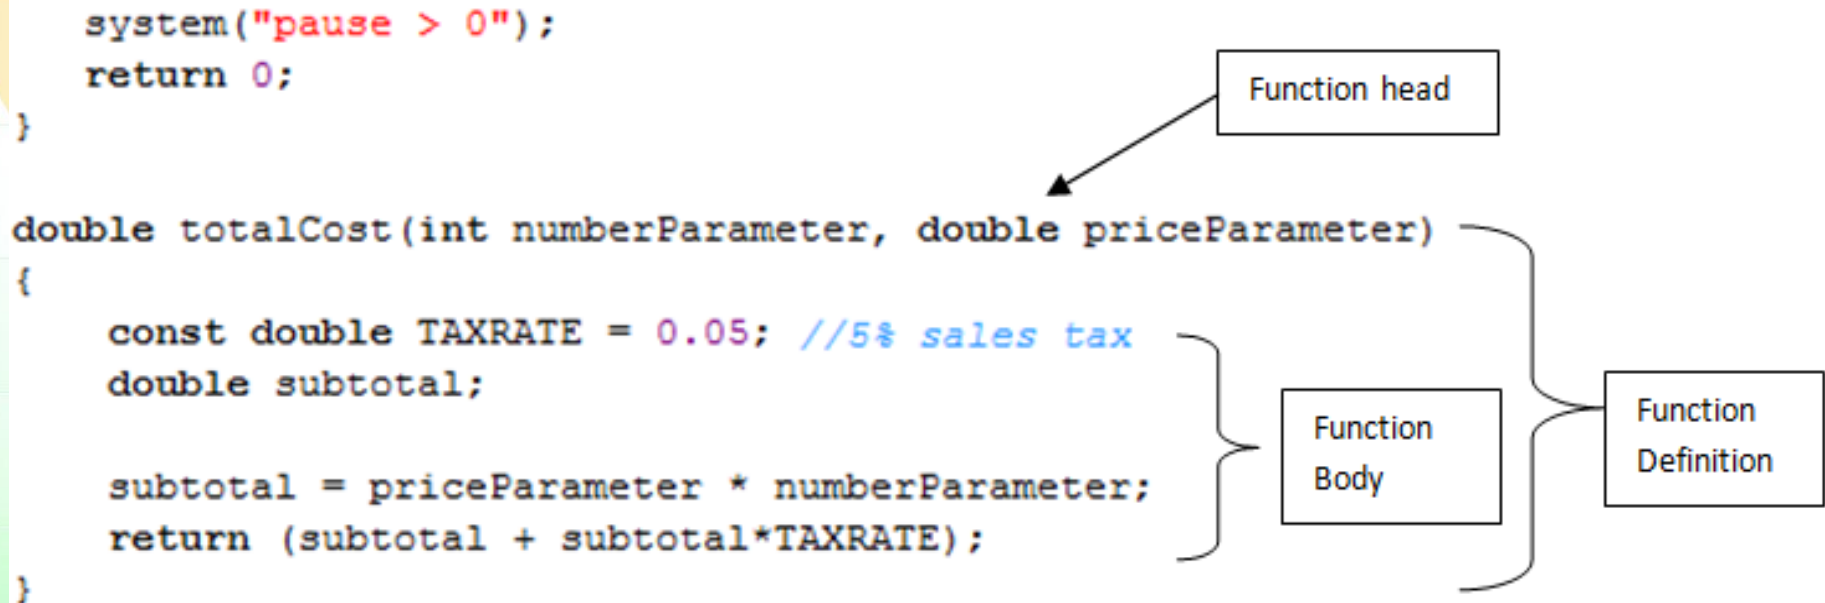 system("pause > 0");
return 0;
}
Function head
double totalCost(int numberParameter, double priceParameter)
{
const double TAXRATE = 0.05; //5% sales tax
double subtotal;
subtotal = priceParameter * numberParameter;
return (subtotal + subtotal*TAXRATE);
}
Function
Body
Function
Definition